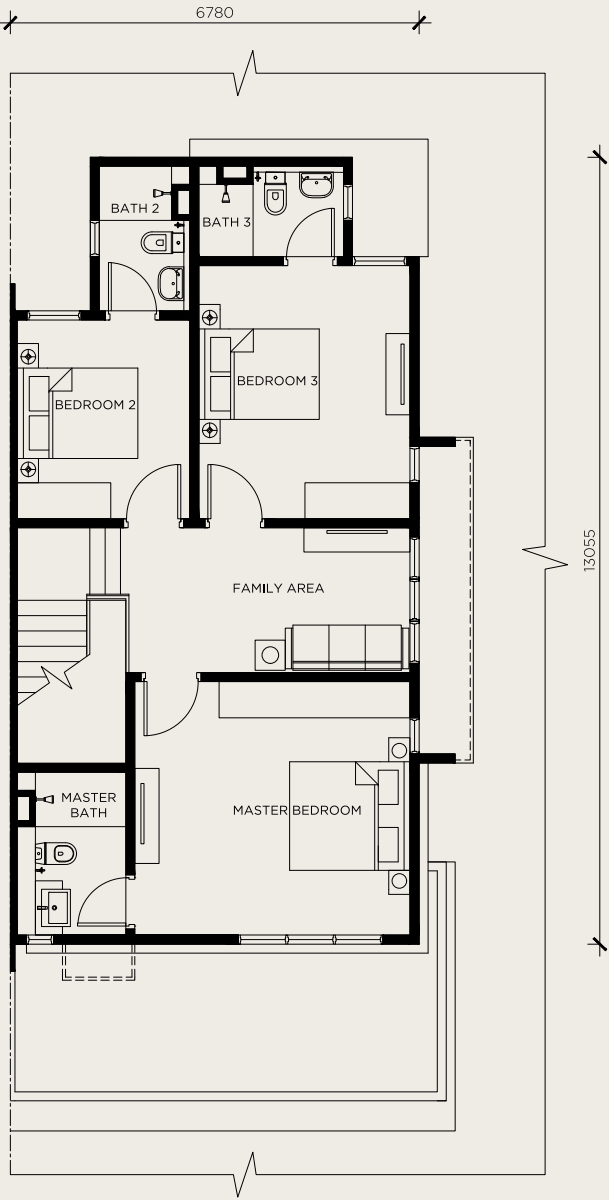 6780
BATH 2
BATH 3
BEDROOM 3
BEDROOM 2
13055
FAMILY AREA
MASTER
BATH
MASTER BEDROOM